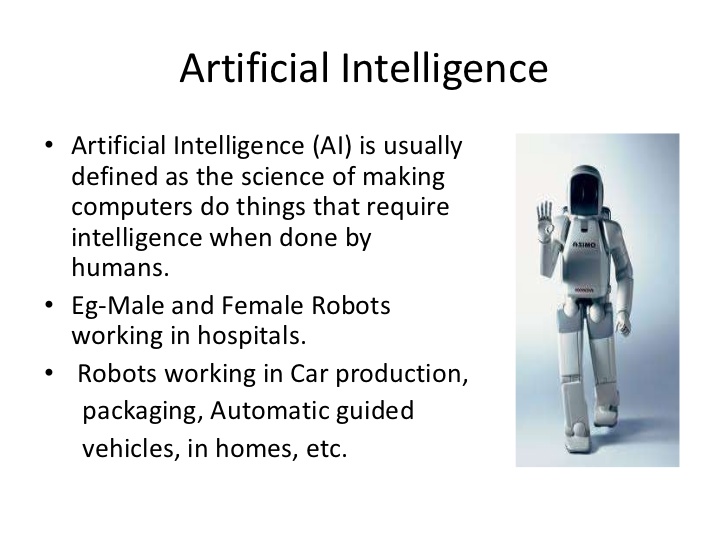 Artificial Intelligence
• Artificial Intelligence (AI) is usually
defined as the science of making
computers do things that require
intelligence when done by
humans.
• Eg-Male and Female Robots
working in hospitals.
• Robots working in Car production,
packaging, Automatic guided
vehicles, in homes, etc.
ASIMO
HONDA